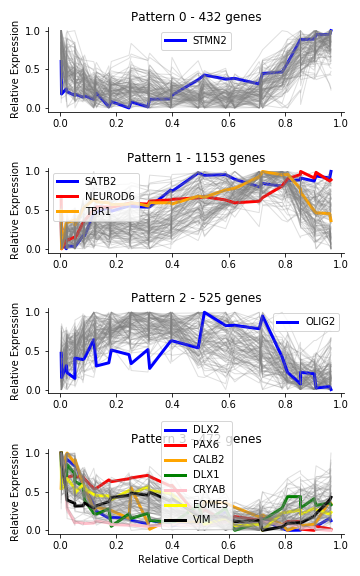 Pattern 0 - 432 genes
STMN2
Relative Expression
1.0
0.5
0.0
0.0 0.2 0.4 0.6 0.8 1.0
Pattern 1 - 1153 genes
SATB2
NEUROD6
TBR1
Relative Expression
1.0
0.5
0.0
0.0 0.2 0.4 0.6 0.8 1.0
Pattern 2 - 525 genes
OLIG2
Relative Expression
1.0
0.5
0.0
0.0 0.2 0.4 0.6 0.8 1.0
Pattern 3 genes
DLX2
PAX6
CALB2
DLX1
CRYAB
EOMES
VIM
Relative Expression
1.0
0.5
0.0
0.0 0.2 0.4 0.6 0.8 1.0
Relative Cortical Depth